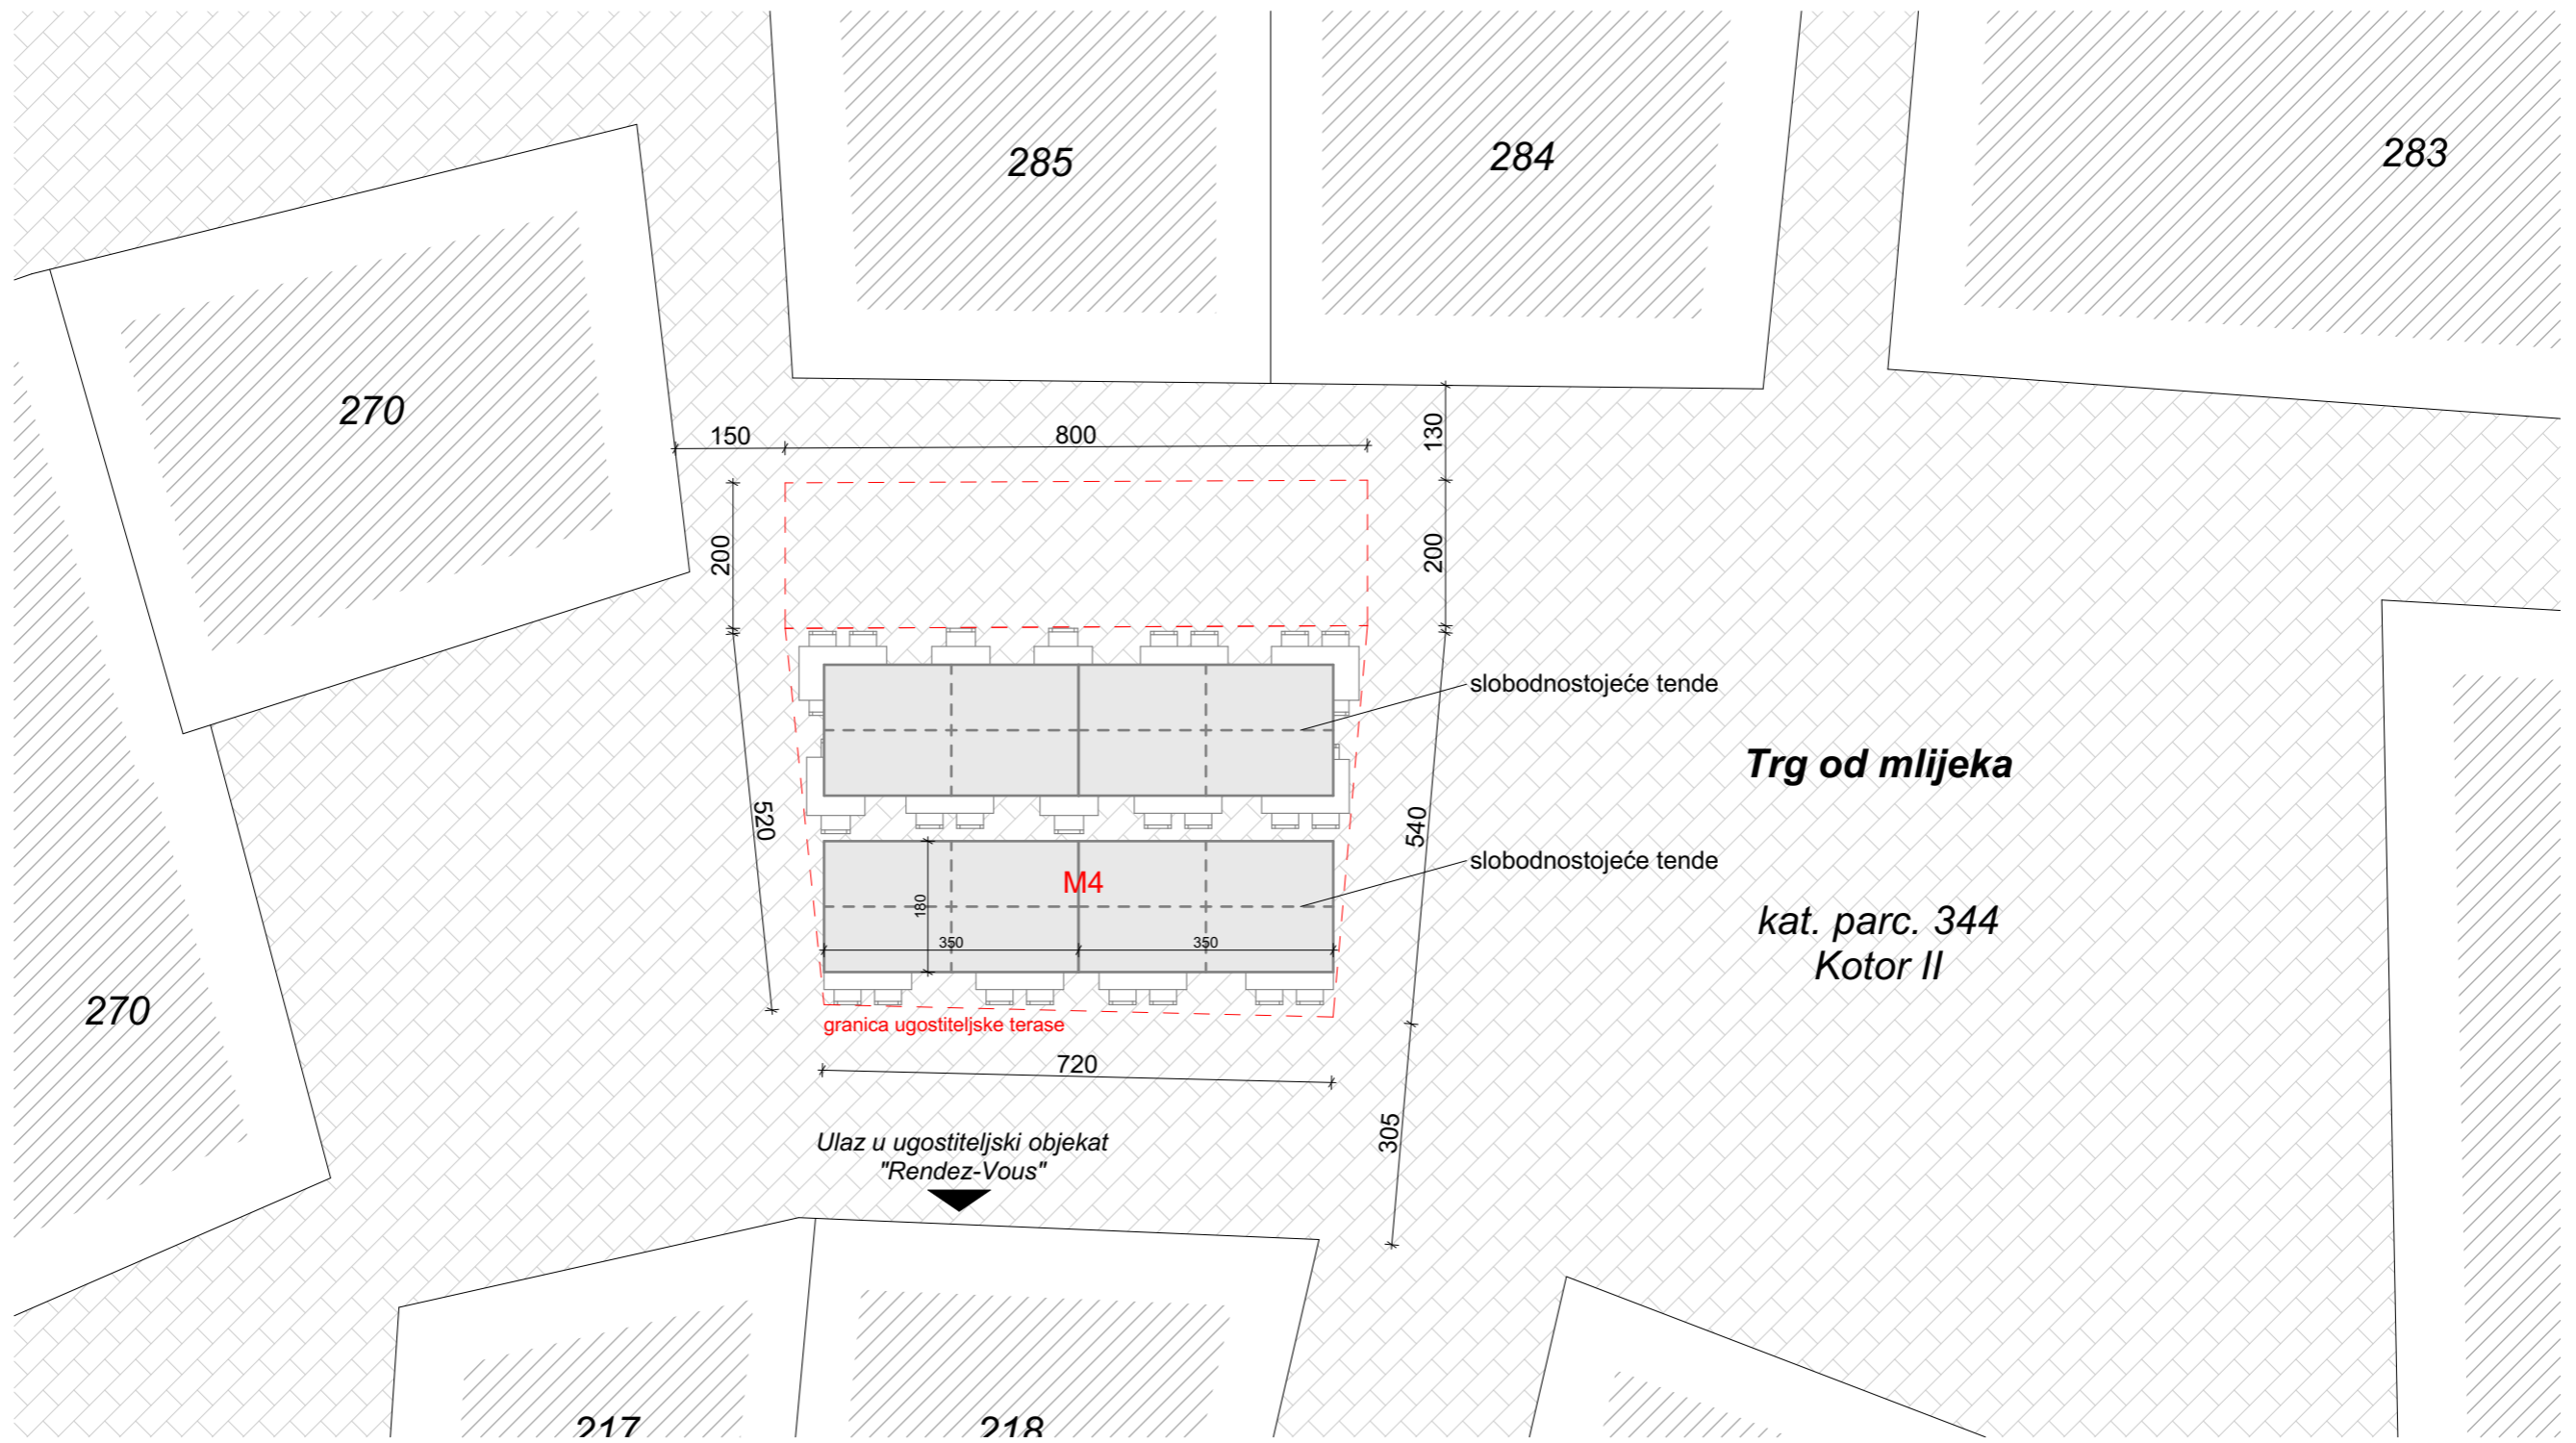 285
284
283
270
150
800
130
200
200
slobodnostojeće tende
Trg od mlijeka
520
540
slobodnostojeće tende
M4
180
kat. parc. 344
Kotor II
350
350
270
granica ugostiteljske terase
720
305
Ulaz u ugostiteljski objekat
"Rendez-Vous"
217
218